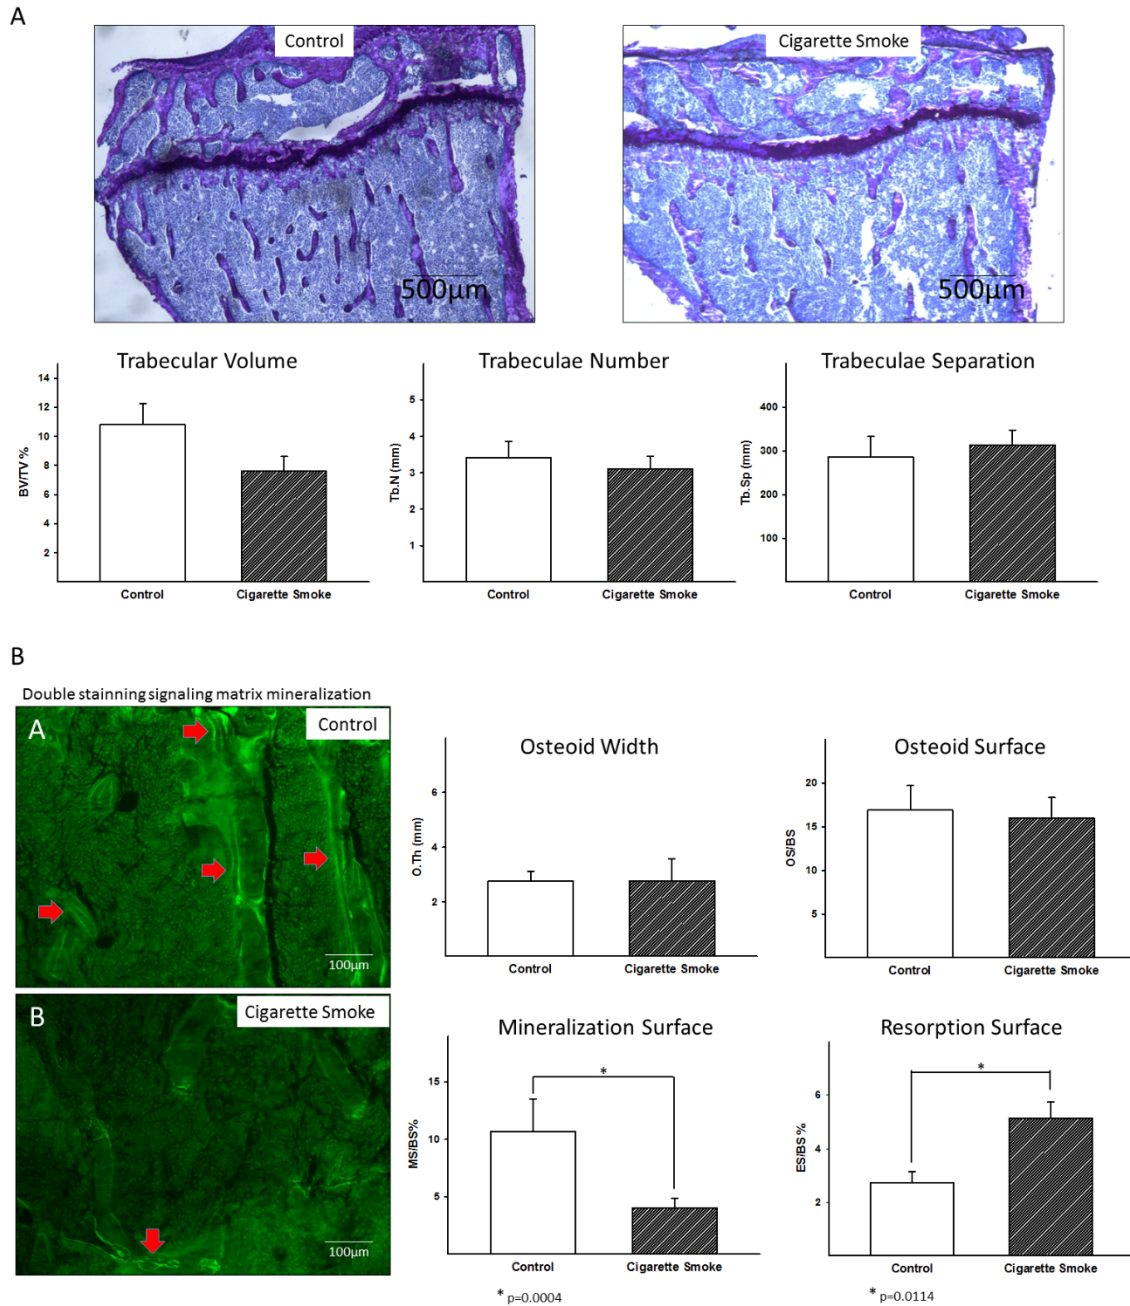 A
Control
Cigarette Smoke
500µm
500µm
Trabecular Volume
14
12
10
8
6
4
2
BV/TV %
Control
Cigarette Smoke
Trabeculae Number
5
4
3
2
1
Tb.N (mm)
Control
Cigarette Smoke
Trabeculae Separation
400
300
200
100
Tb.Sp (mm)
Control
Cigarette Smoke
B
Double stainning signaling matrix mineralization
A
Control
100µm
B
Cigarette Smoke
100µm
Osteoid Width
6
4
2
O.Th (mm)
Control
Cigarette Smoke
Osteoid Surface
20
15
10
5
OS/BS
Control
Cigarette Smoke
Mineralization Surface
*
15
10
5
MS/BS%
Control
Cigarette Smoke
* p=0.0004
Resorption Surface
*
6
4
2
ES/BS %
Control
Cigarette Smoke
* p=0.0114